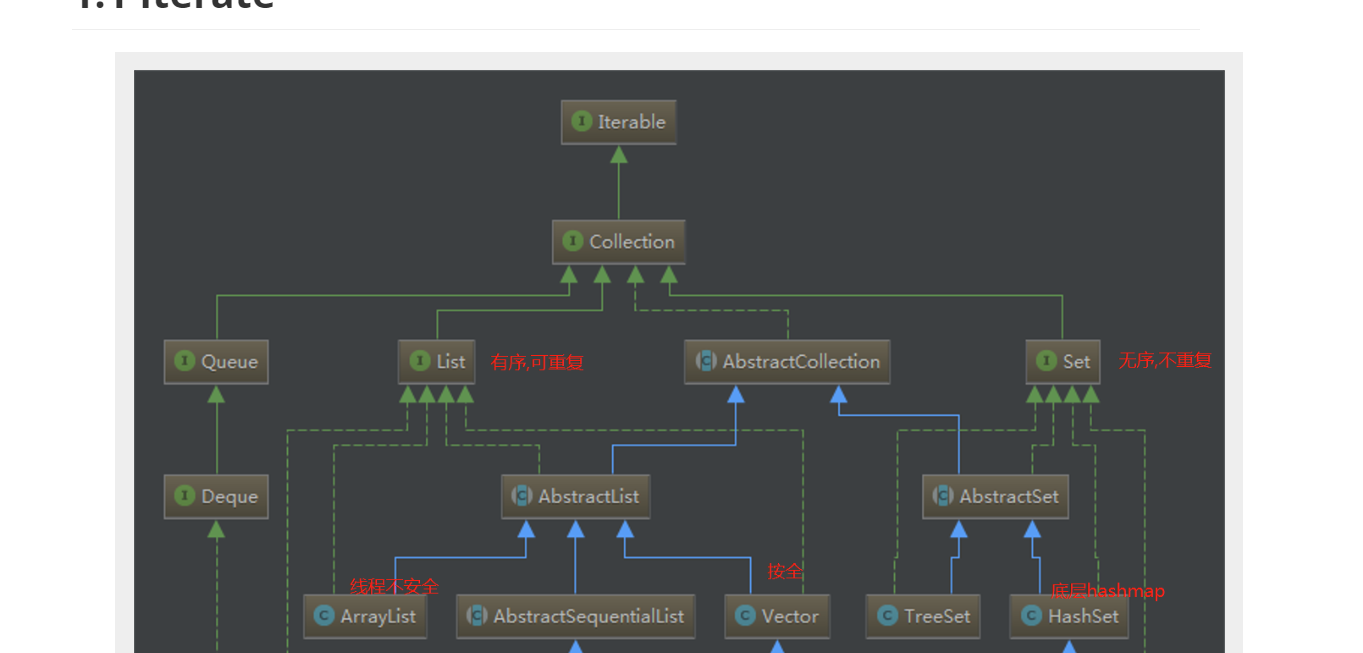 1.1 Iterate
I Iterable
I Collection
I Queue
I List
有序,可重复
C AbstractCollection
I Set
无序,不重复
I Deque
C AbstractList
C AbstractSet
线程不安全
按全
底层hashmap
C ArrayList
C AbstractSequentialList
C Vector
C TreeSet
C HashSet